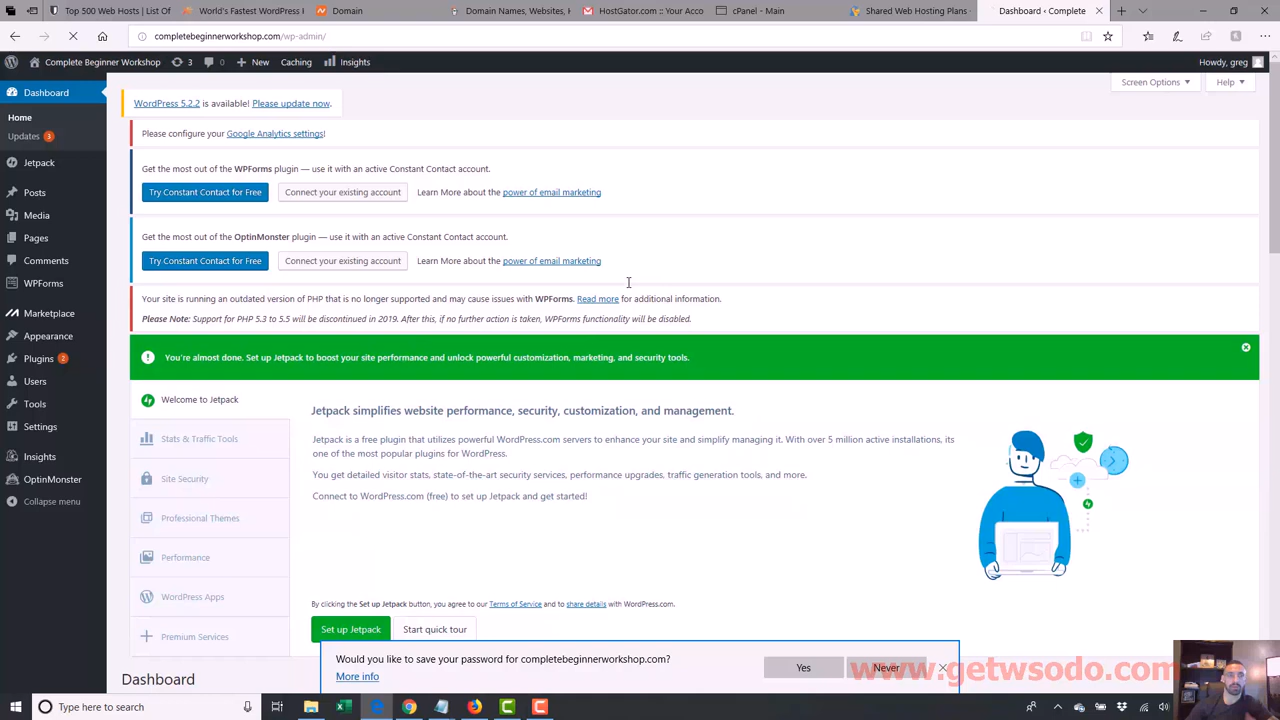 Top 500 Web Hosts | List Of
World's Fastest WordPress H
Domain
Domain Names, Websites, H
HostGator.com :: Your Acco
cPanel - Main
Shared Web Hosting Plans
Dashboard ‹ Complete
completebeginnerworkshop.com/wp-admin/
Complete Beginner Workshop
3
0
New
Caching
Insights
Howdy, greg
Screen Options
Help
Dashboard
Home
Updates 3
Jetpack
Posts
Media
Pages
Comments
WPForms
Marketplace
Appearance
Plugins 2
Users
Tools
Settings
Insights
OptinMonster
Collapse menu
WordPress 5.2.2 is available! Please update now.
Please configure your Google Analytics settings!
Get the most out of the WPForms plugin — use it with an active Constant Contact account.
Try Constant Contact for Free
Connect your existing account
Learn More about the power of email marketing
Get the most out of the OptinMonster plugin — use it with an active Constant Contact account.
Try Constant Contact for Free
Connect your existing account
Learn More about the power of email marketing
Your site is running an outdated version of PHP that is no longer supported and may cause issues with WPForms. Read more for additional information.
Please Note: Support for PHP 5.3 to 5.5 will be discontinued in 2019. After this, if no further action is taken, WPForms functionality will be disabled.
You're almost done. Set up Jetpack to boost your site performance and unlock powerful customization, marketing, and security tools.
Welcome to Jetpack
Stats & Traffic Tools
Site Security
Professional Themes
Performance
WordPress Apps
Premium Services
Jetpack simplifies website performance, security, customization, and management.
Jetpack is a free plugin that utilizes powerful WordPress.com servers to enhance your site and simplify managing it. With over 5 million active installations, its
one of the most popular plugins for WordPress.
You get detailed visitor stats, state-of-the-art security services, performance upgrades, traffic generation tools, and more.
Connect to WordPress.com (free) to set up Jetpack and get started!
By clicking the Set up Jetpack button, you agree to our Terms of Service and to share details with WordPress.com.
Set up Jetpack
Start quick tour
Dashboard
Would you like to save your password for completebeginnerworkshop.com?
More info
Yes
Never
www.getwsodo.com
Type here to search